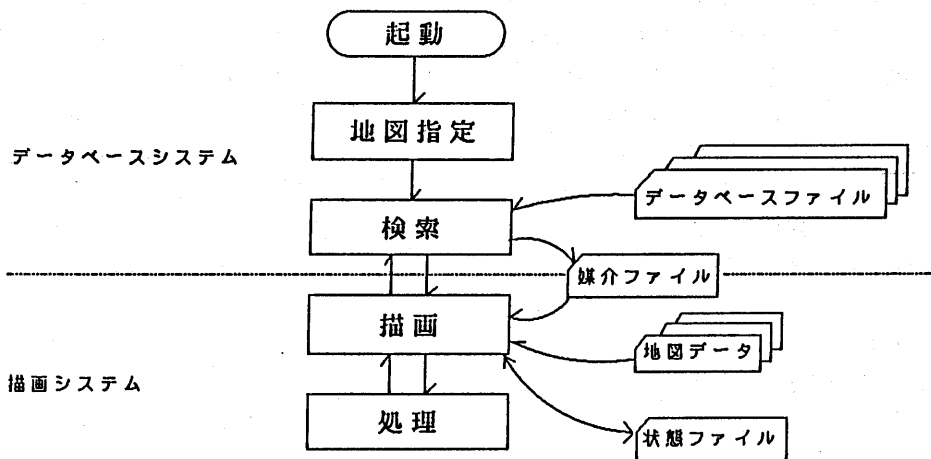 起動
地図指定
データベースシステム
データベースファイル
検索
媒介ファイル
描画
地図データ
描画システム
処理
状態ファイル